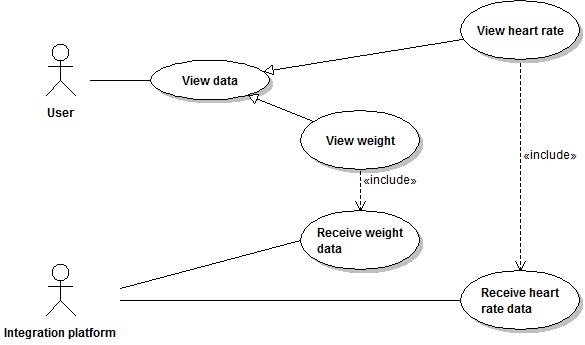 View heart rate
View data
User
View weight
«include»
«include»
Receive weight
data
Receive heart
rate data
Integration platform